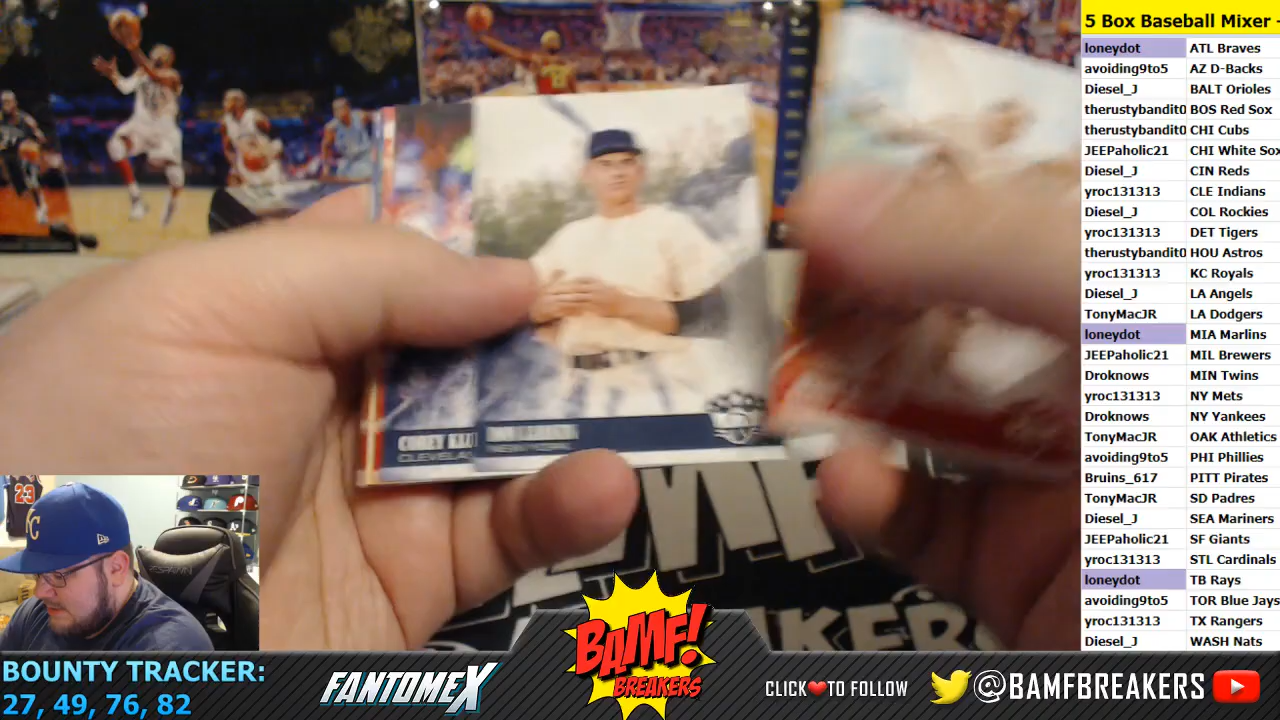 5 Box Baseball Mixer -
loneydot ATL Braves
avoiding9to5 AZ D-Backs
Diesel_J BALT Orioles
therustybandit0 BOS Red Sox
therustybandit0 CHI Cubs
JEEPaholic21 CHI White Sox
Diesel_J CIN Reds
yroc131313 CLE Indians
Diesel_J COL Rockies
yroc131313 DET Tigers
therustybandit0 HOU Astros
yroc131313 KC Royals
Diesel_J LA Angels
TonyMacJR LA Dodgers
loneydot MIA Marlins
JEEPaholic21 MIL Brewers
Droknows MIN Twins
yroc131313 NY Mets
Droknows NY Yankees
TonyMacJR OAK Athletics
avoiding9to5 PHI Phillies
Bruins_617 PITT Pirates
TonyMacJR SD Padres
Diesel_J SEA Mariners
JEEPaholic21 SF Giants
yroc131313 STL Cardinals
loneydot TB Rays
avoiding9to5 TOR Blue Jays
yroc131313 TX Rangers
Diesel_J WASH Nats
COREY
CLEVELA
23
KC
BOUNTY TRACKER:
27, 49, 76, 82
FANTOMEX
BAMF!
BREAKERS
CLICK❤TO FOLLOW
@BAMFBREAKERS